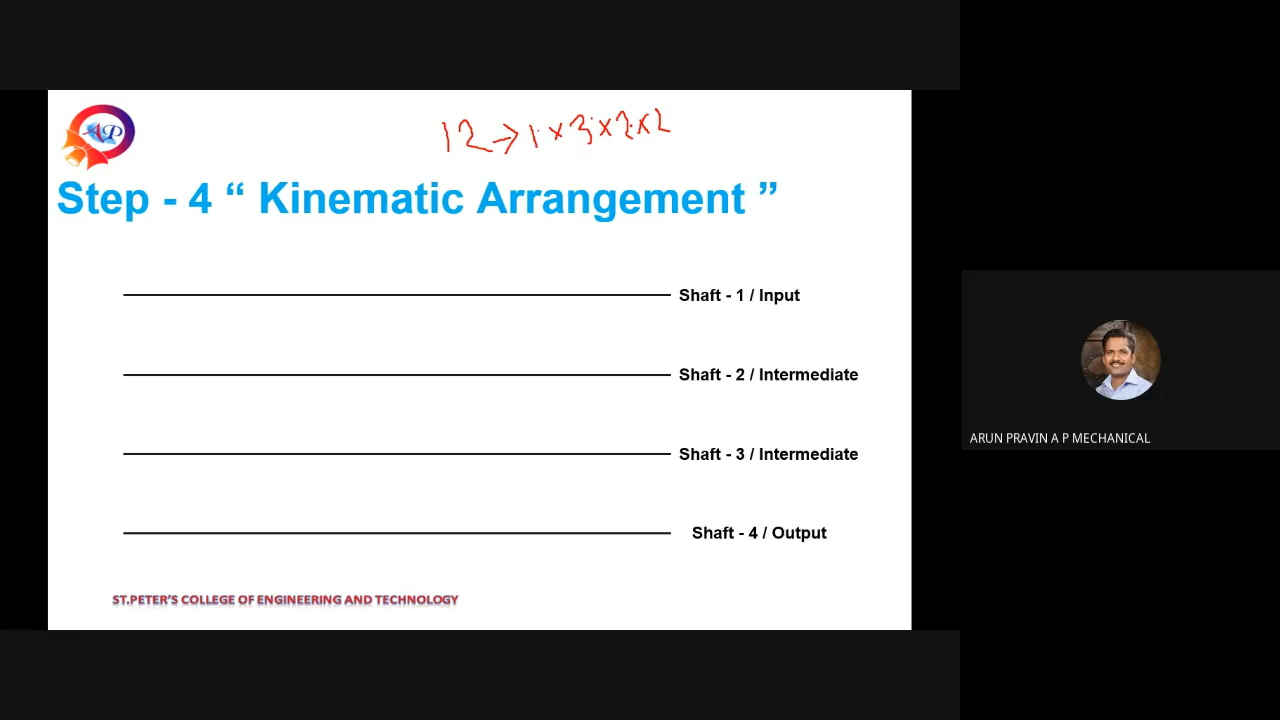 AP
12 → 1 × 3 × 2 × 2
Step - 4 “ Kinematic Arrangement ”
Shaft - 1 / Input
Shaft - 2 / Intermediate
Shaft - 3 / Intermediate
Shaft - 4 / Output
ST.PETER'S COLLEGE OF ENGINEERING AND TECHNOLOGY
ARUN PRAVIN A P MECHANICAL